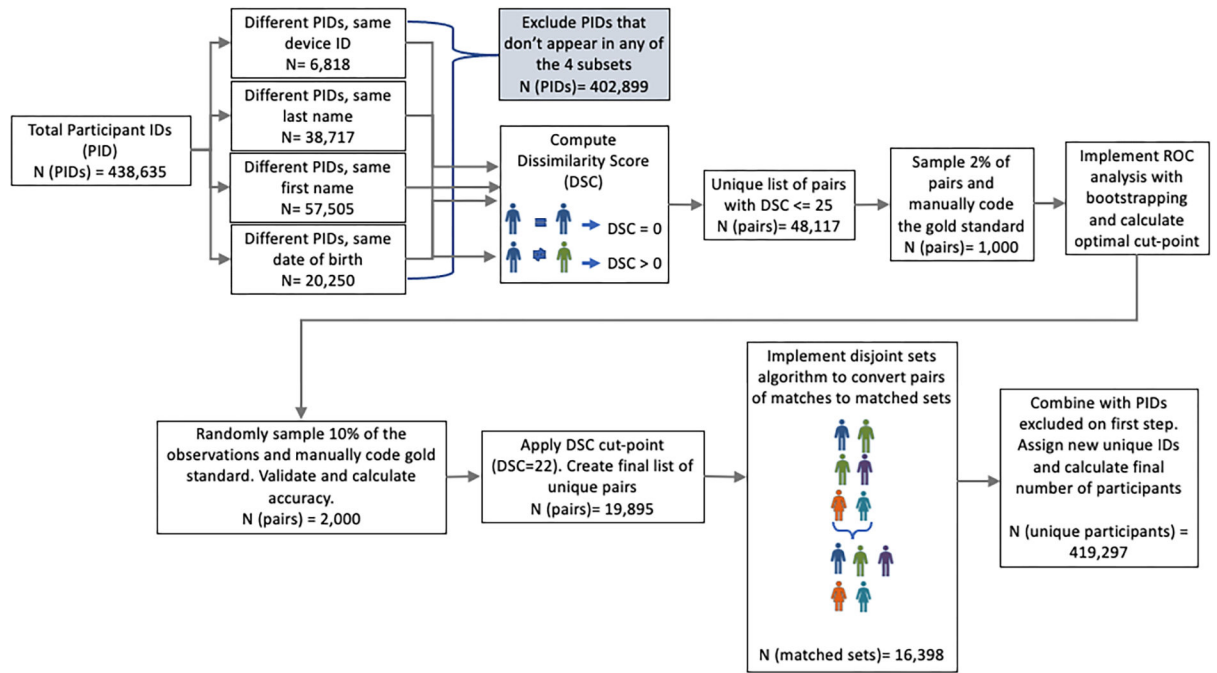 Total Participant IDs
(PID)
N (PIDs) = 438,635
Different PIDs, same
device ID
N= 6,818
Different PIDs, same
last name
N= 38,717
Different PIDs, same
first name
N= 57,505
Different PIDs, same
date of birth
N= 20,250
Exclude PIDs that
don’t appear in any of
the 4 subsets
N (PIDs)= 402,899
Compute
Dissimilarity Score
(DSC)
= DSC = 0
≠ DSC > 0
Unique list of pairs
with DSC <= 25
N (pairs)= 48,117
Sample 2% of
pairs and
manually code
the gold standard
N (pairs)= 1,000
Implement ROC
analysis with
bootstrapping
and calculate
optimal cut-point
Randomly sample 10% of the
observations and manually code gold
standard. Validate and calculate
accuracy.
N (pairs) = 2,000
Apply DSC cut-point
(DSC=22). Create final list of
unique pairs
N (pairs)= 19,895
Implement disjoint sets
algorithm to convert pairs
of matches to matched sets
N (matched sets)= 16,398
Combine with PIDs
excluded on first step.
Assign new unique IDs
and calculate final
number of participants
N (unique participants) =
419,297